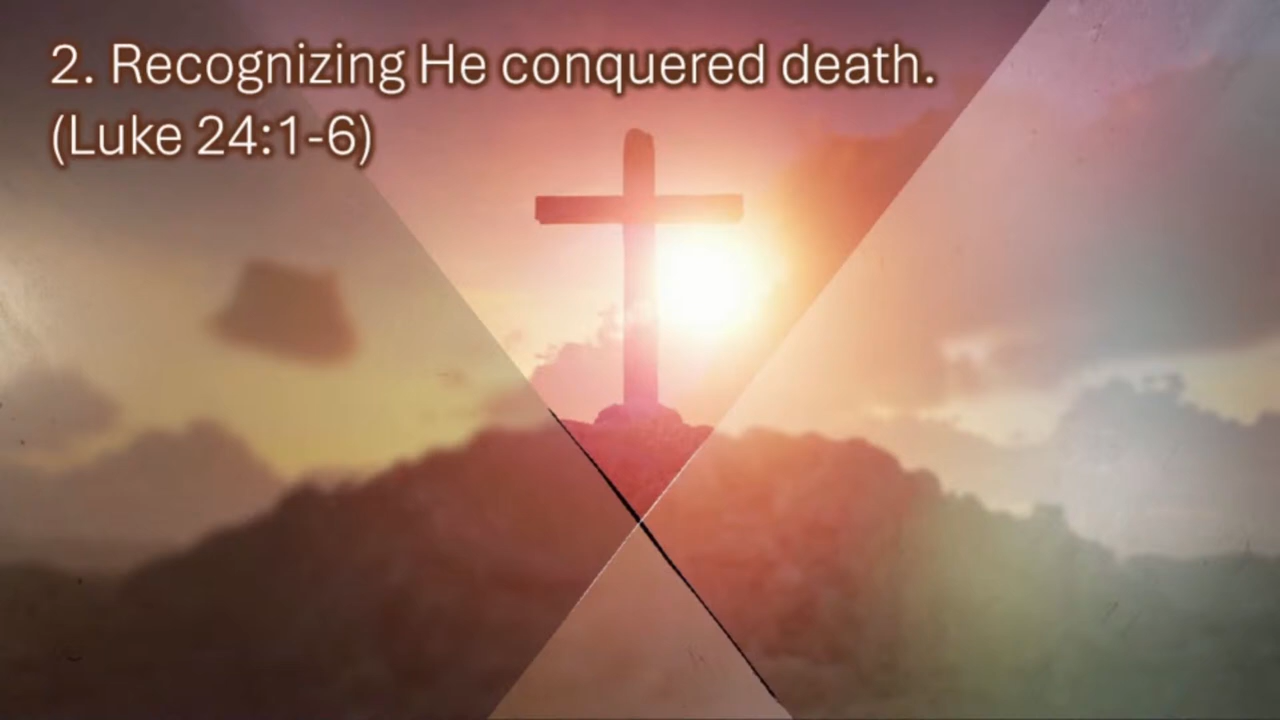 2. Recognizing He conquered death.
(Luke 24:1-6)